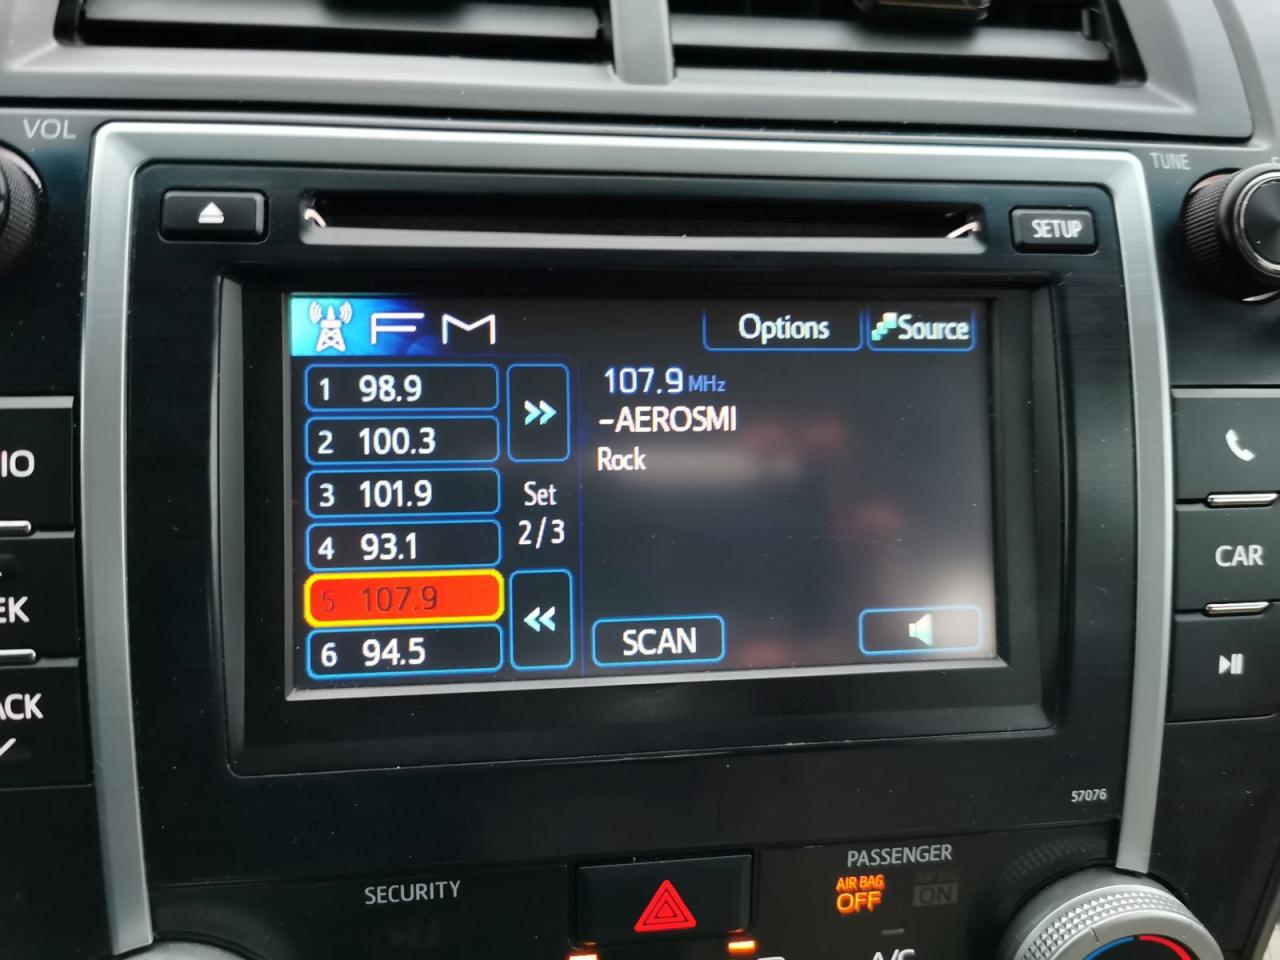 VOL
TUNE
SETUP
FM
Options
Source
1 98.9
2 100.3
3 101.9
4 93.1
5 107.9
6 94.5
Set
2/3
107.9 MHz
-AEROSMI
Rock
SCAN
IO
EK
ACK
CAR
57076
SECURITY
PASSENGER
AIR BAG
OFF
AIR BAG
ON
A/C